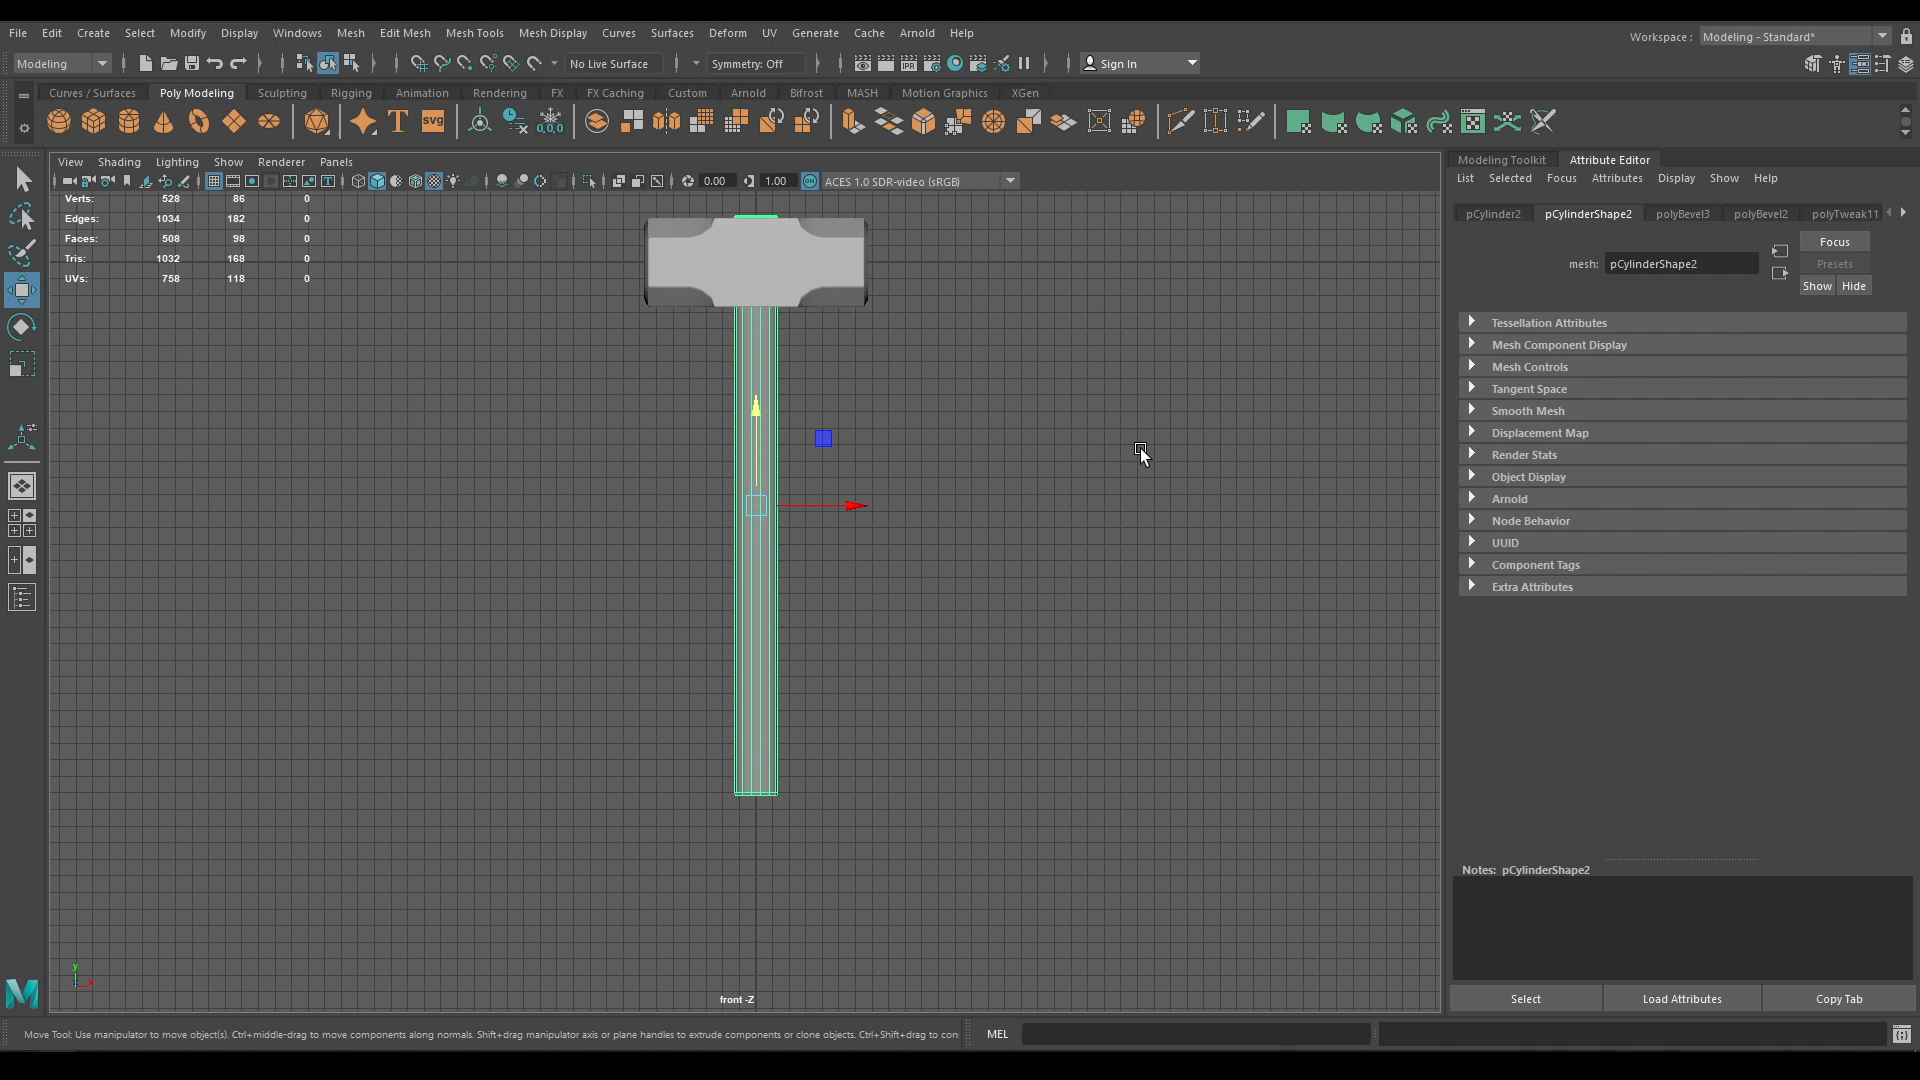 File Edit Create Select Modify Display Windows Mesh Edit Mesh Mesh Tools Mesh Display Curves Surfaces Deform UV Generate Cache Arnold Help
Workspace : Modeling - Standard*
Modeling
No Live Surface
Symmetry: Off
Sign In
Curves / Surfaces Poly Modeling Sculpting Rigging Animation Rendering FX FX Caching Custom Arnold Bifrost MASH Motion Graphics XGen
T svg 0,0,0
View Shading Lighting Show Renderer Panels
0.00 1.00 ON ACES 1.0 SDR-video (sRGB)
Verts: 528 86 0
Edges: 1034 182 0
Faces: 508 98 0
Tris: 1032 168 0
UVs: 758 118 0
y
x
front -Z
Modeling Toolkit Attribute Editor
List Selected Focus Attributes Display Show Help
pCylinder2 pCylinderShape2 polyBevel3 polyBevel2 polyTweak11
mesh: pCylinderShape2
Focus
Presets
Show Hide
Tessellation Attributes
Mesh Component Display
Mesh Controls
Tangent Space
Smooth Mesh
Displacement Map
Render Stats
Object Display
Arnold
Node Behavior
UUID
Component Tags
Extra Attributes
Notes: pCylinderShape2
Select Load Attributes Copy Tab
M
Move Tool: Use manipulator to move object(s). Ctrl+middle-drag to move components along normals. Shift+drag manipulator axis or plane handles to extrude components or clone objects. Ctrl+Shift+drag to con
MEL